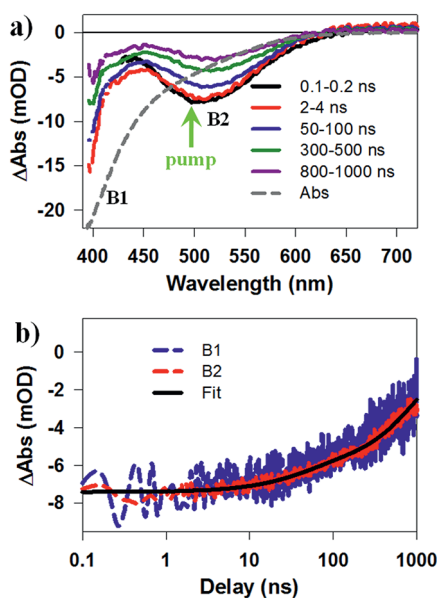 a)
ΔAbs (mOD)
0
-5
-10
-15
-20
B1
B2
pump
0.1-0.2 ns
2-4 ns
50-100 ns
300-500 ns
800-1000 ns
Abs
400 450 500 550 600 650 700
Wavelength (nm)
b)
ΔAbs (mOD)
0
-2
-4
-6
-8
B1
B2
Fit
0.1 1 10 100 1000
Delay (ns)